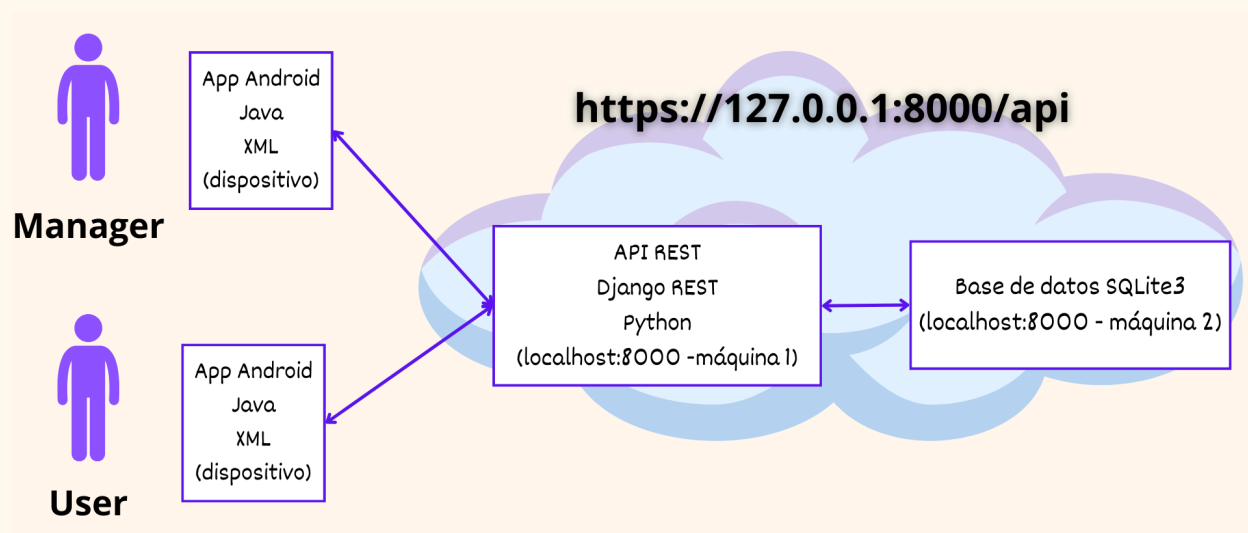 App Android
Java
XML
(dispositivo)
Manager
https://127.0.0.1:8000/api
API REST
Django REST
Python
(localhost:8000 -máquina 1)
Base de datos SQLite3
(localhost:8000 - máquina 2)
App Android
Java
XML
(dispositivo)
User